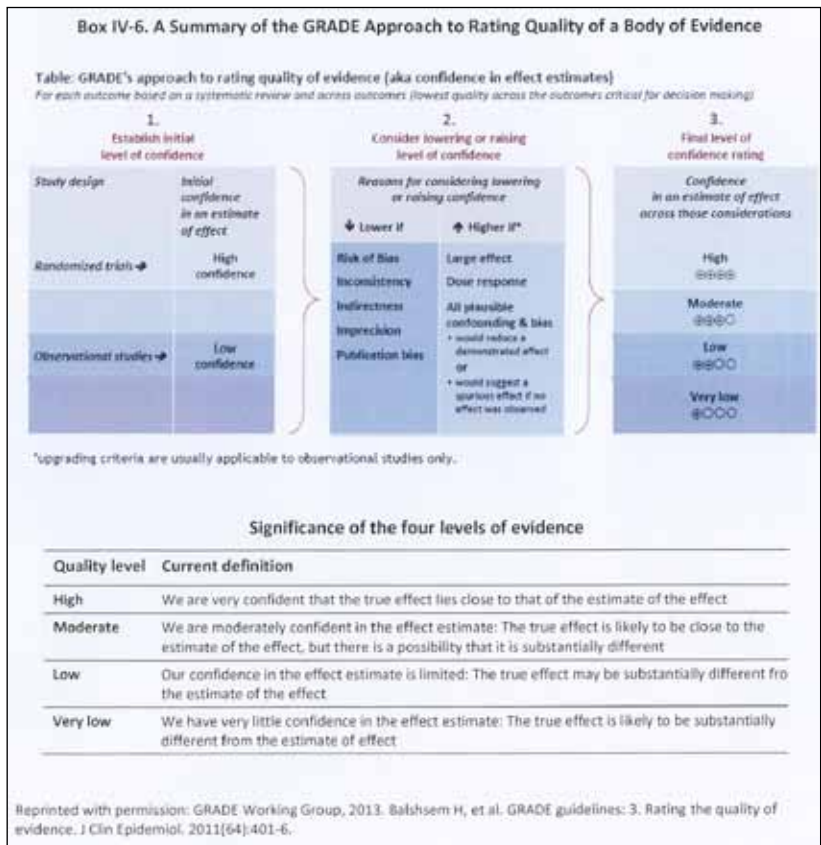 Box IV-6. A Summary of the GRADE Approach to Rating Quality of a Body of Evidence
Table: GRADE's approach to rating quality of evidence (aka confidence in effect estimates)
For each outcome based on a systematic review and across outcomes (lowest quality across the outcomes critical for decision making)
1.
Establish initial
level of confidence
2.
Consider lowering or raising
level of confidence
3.
Final level of
confidence rating
Study design
Initial
confidence
in an estimate
of effect
Reasons for considering lowering
or raising confidence
Confidence
in an estimate of effect
across those considerations
↓ Lower if
↑ Higher if*
Randomized trials →
High
confidence
Observational studies →
Low
confidence
Risk of Bias
Inconsistency
Indirectness
Imprecision
Publication bias
Large effect
Dose response
All plausible
confounding & bias
• would reduce a
demonstrated effect
or
• would suggest a
spurious effect if no
effect was observed
High
⊕⊕⊕⊕
Moderate
⊕⊕⊕○
Low
⊕⊕○○
Very low
⊕○○○
*upgrading criteria are usually applicable to observational studies only.
Significance of the four levels of evidence
Quality level Current definition
High We are very confident that the true effect lies close to that of the estimate of the effect
Moderate We are moderately confident in the effect estimate: The true effect is likely to be close to the
estimate of the effect, but there is a possibility that it is substantially different
Low Our confidence in the effect estimate is limited: The true effect may be substantially different fro
the estimate of the effect
Very low We have very little confidence in the effect estimate: The true effect is likely to be substantially
different from the estimate of effect
Reprinted with permission: GRADE Working Group, 2013. Balshsem H, et al. GRADE guidelines: 3. Rating the quality of
evidence. J Clin Epidemiol. 2011(64):401-6.